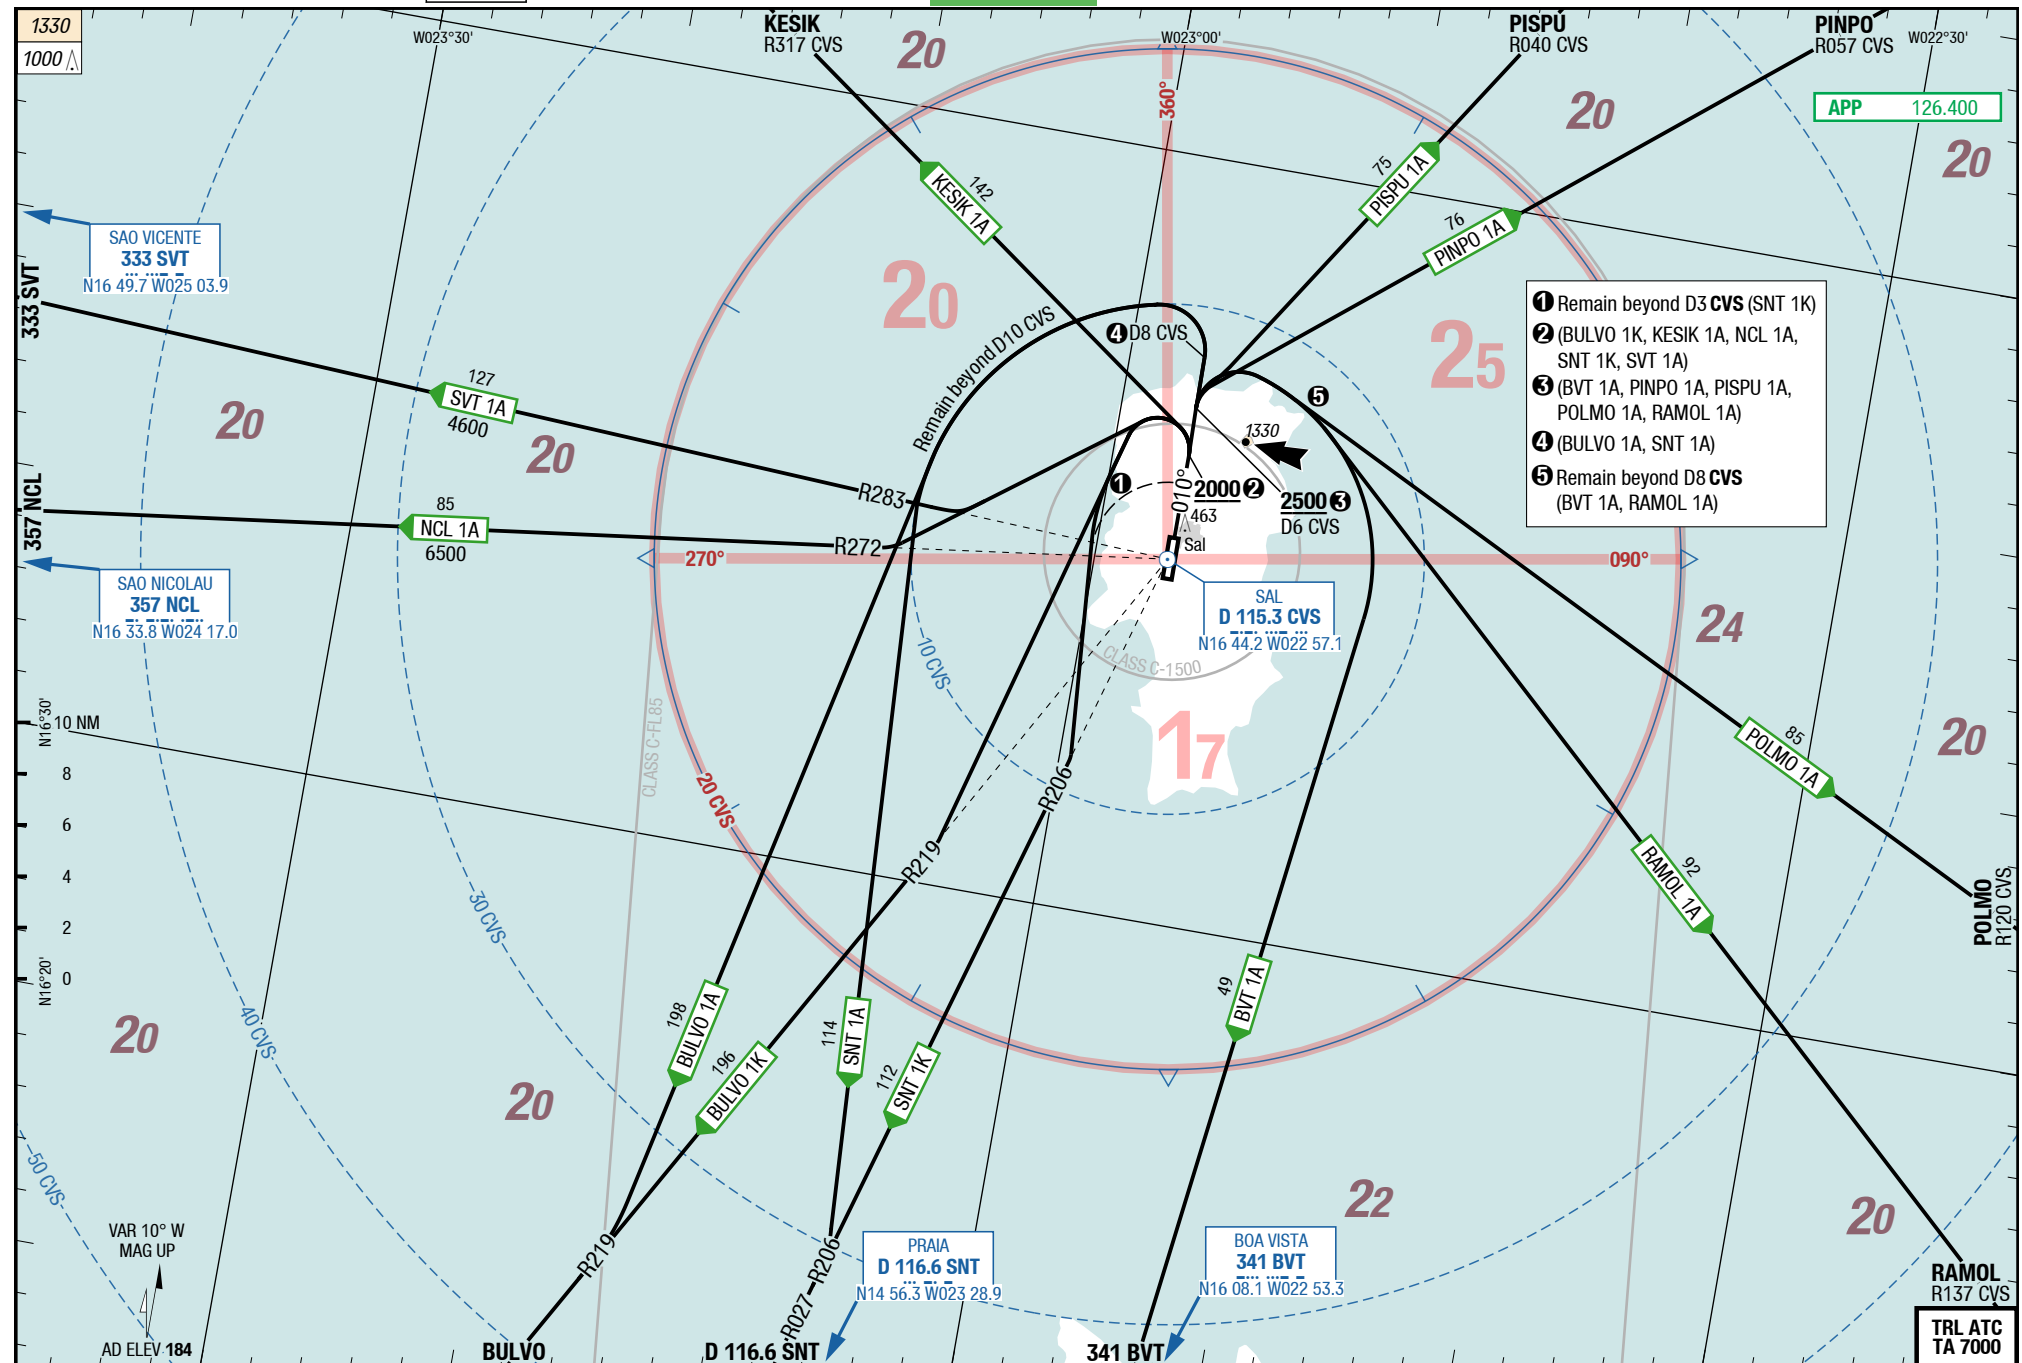 1330
1000
KESIK
R317 CVS
PISPU
R040 CVS
PINPO
R057 CVS
W023°30'
W023°00'
W022°30'
20
20
20
360°
APP 126.400
75
PISPU 1A
142
KESIK 1A
76
PINPO 1A
SAO VICENTE
333 SVT
N16 49.7 W025 03.9
333 SVT
20
25
❶ Remain beyond D3 CVS (SNT 1K)
❷ (BULVO 1K, KESIK 1A, NCL 1A,
SNT 1K, SVT 1A)
❸ (BVT 1A, PINPO 1A, PISPU 1A,
POLMO 1A, RAMOL 1A)
❹ (BULVO 1A, SNT 1A)
❺ Remain beyond D8 CVS
(BVT 1A, RAMOL 1A)
Remain beyond D10 CVS
❹ D8 CVS
❺
127
SVT 1A
4600
20
20
1330
❶
010°
2000 ❷
2500 ❸
D6 CVS
463
Sal
R283
357 NCL
85
NCL 1A
6500
R272
270°
090°
SAO NICOLAU
357 NCL
N16 33.8 W024 17.0
SAL
D 115.3 CVS
N16 44.2 W022 57.1
24
CLASS C-1500
10 CVS
CLASS C-FL85
17
N16°30'
10 NM
8
6
4
2
0
N16°20'
20 CVS
R206
R219
85
POLMO 1A
20
92
RAMOL 1A
POLMO
R120 CVS
30 CVS
40 CVS
50 CVS
198
BULVO 1A
196
BULVO 1K
114
SNT 1A
112
SNT 1K
49
BVT 1A
20
20
22
20
VAR 10° W
MAG UP
AD ELEV 184
R219
R206
R027
PRAIA
D 116.6 SNT
N14 56.3 W023 28.9
BOA VISTA
341 BVT
N16 08.1 W022 53.3
RAMOL
R137 CVS
TRL ATC
TA 7000
BULVO
D 116.6 SNT
341 BVT